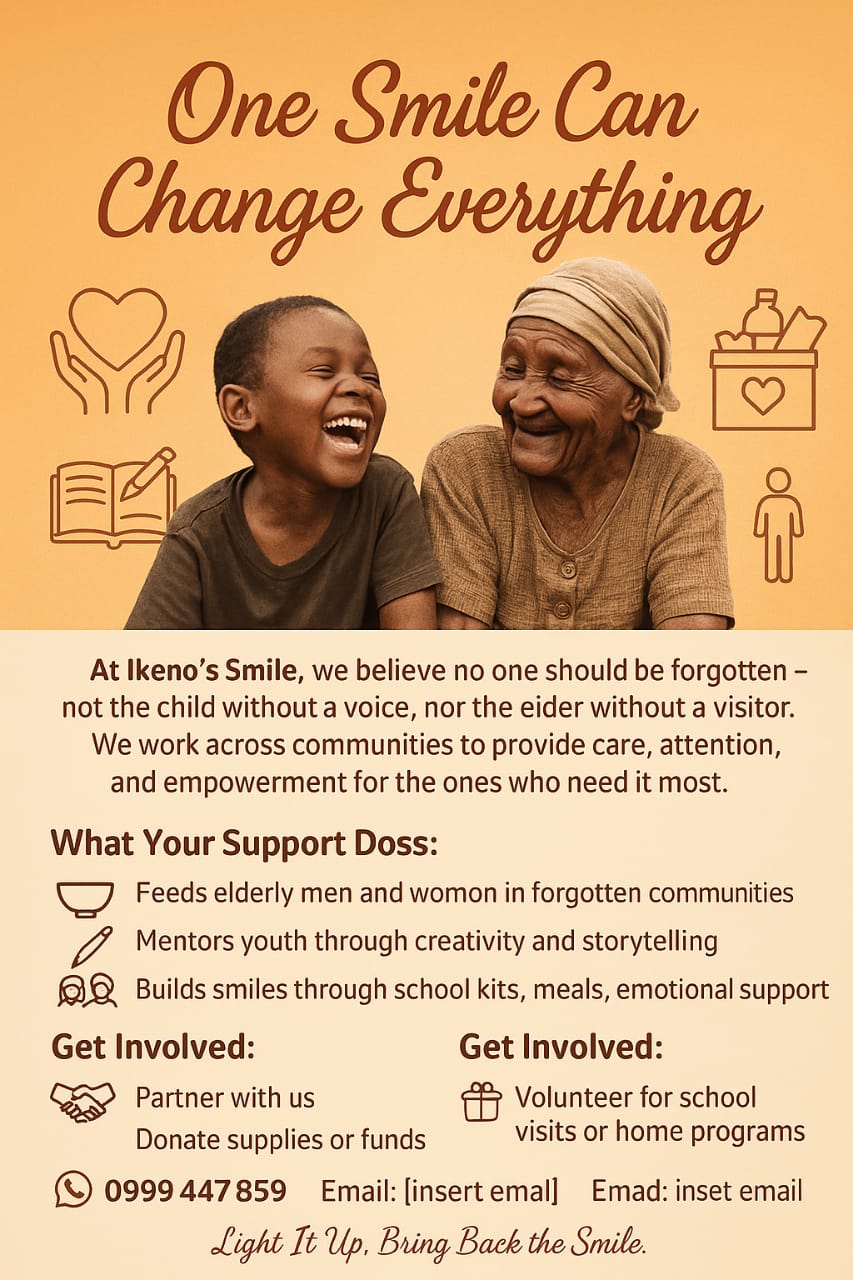 One Smile Can
Change Everything
At Ikeno's Smile, we believe no one should be forgotten –
not the child without a voice, nor the eider without a visitor.
We work across communities to provide care, attention,
and empowerment for the ones who need it most.
What Your Support Doss:
Feeds elderly men and womon in forgotten communities
Mentors youth through creativity and storytelling
Builds smiles through school kits, meals, emotional support
Get Involved:
Partner with us
Donate supplies or funds
Get Involved:
Volunteer for school
visits or home programs
0999 447 859 Email: [insert emal] Emad: inset email
Light It Up, Bring Back the Smile.